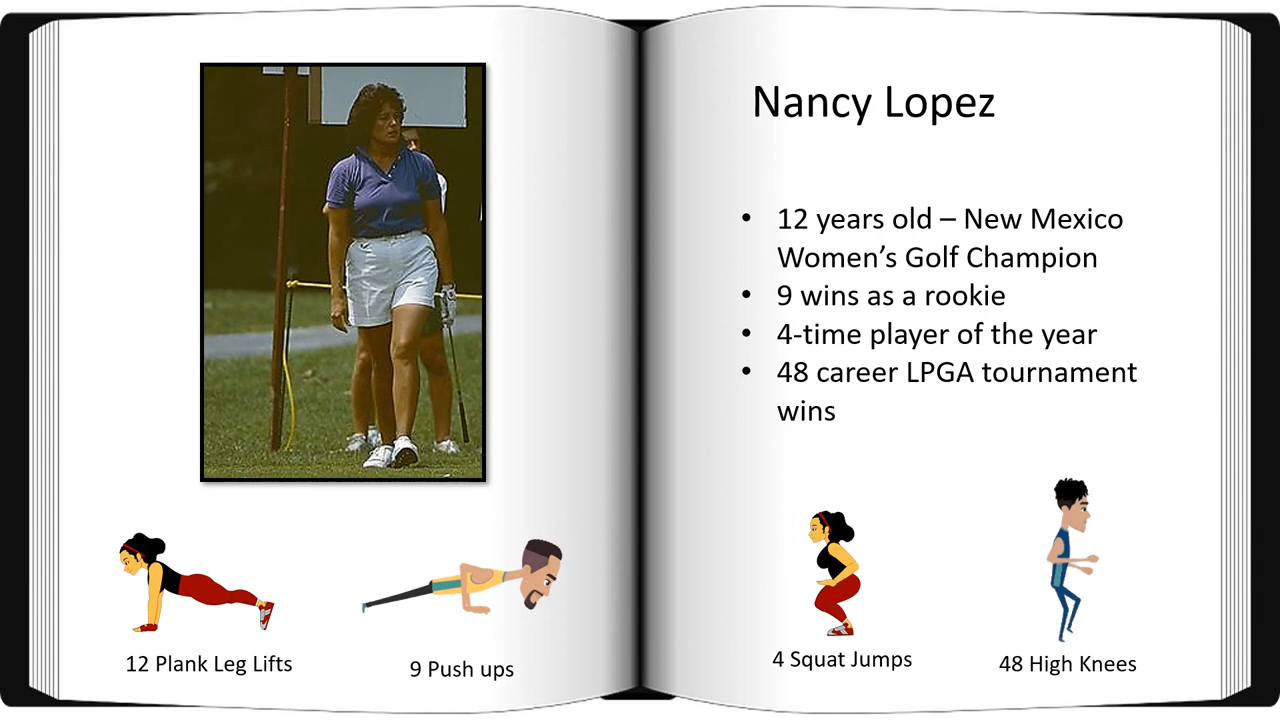 Nancy Lopez
• 12 years old – New Mexico
Women’s Golf Champion
• 9 wins as a rookie
• 4-time player of the year
• 48 career LPGA tournament
wins
12 Plank Leg Lifts
9 Push ups
4 Squat Jumps
48 High Knees